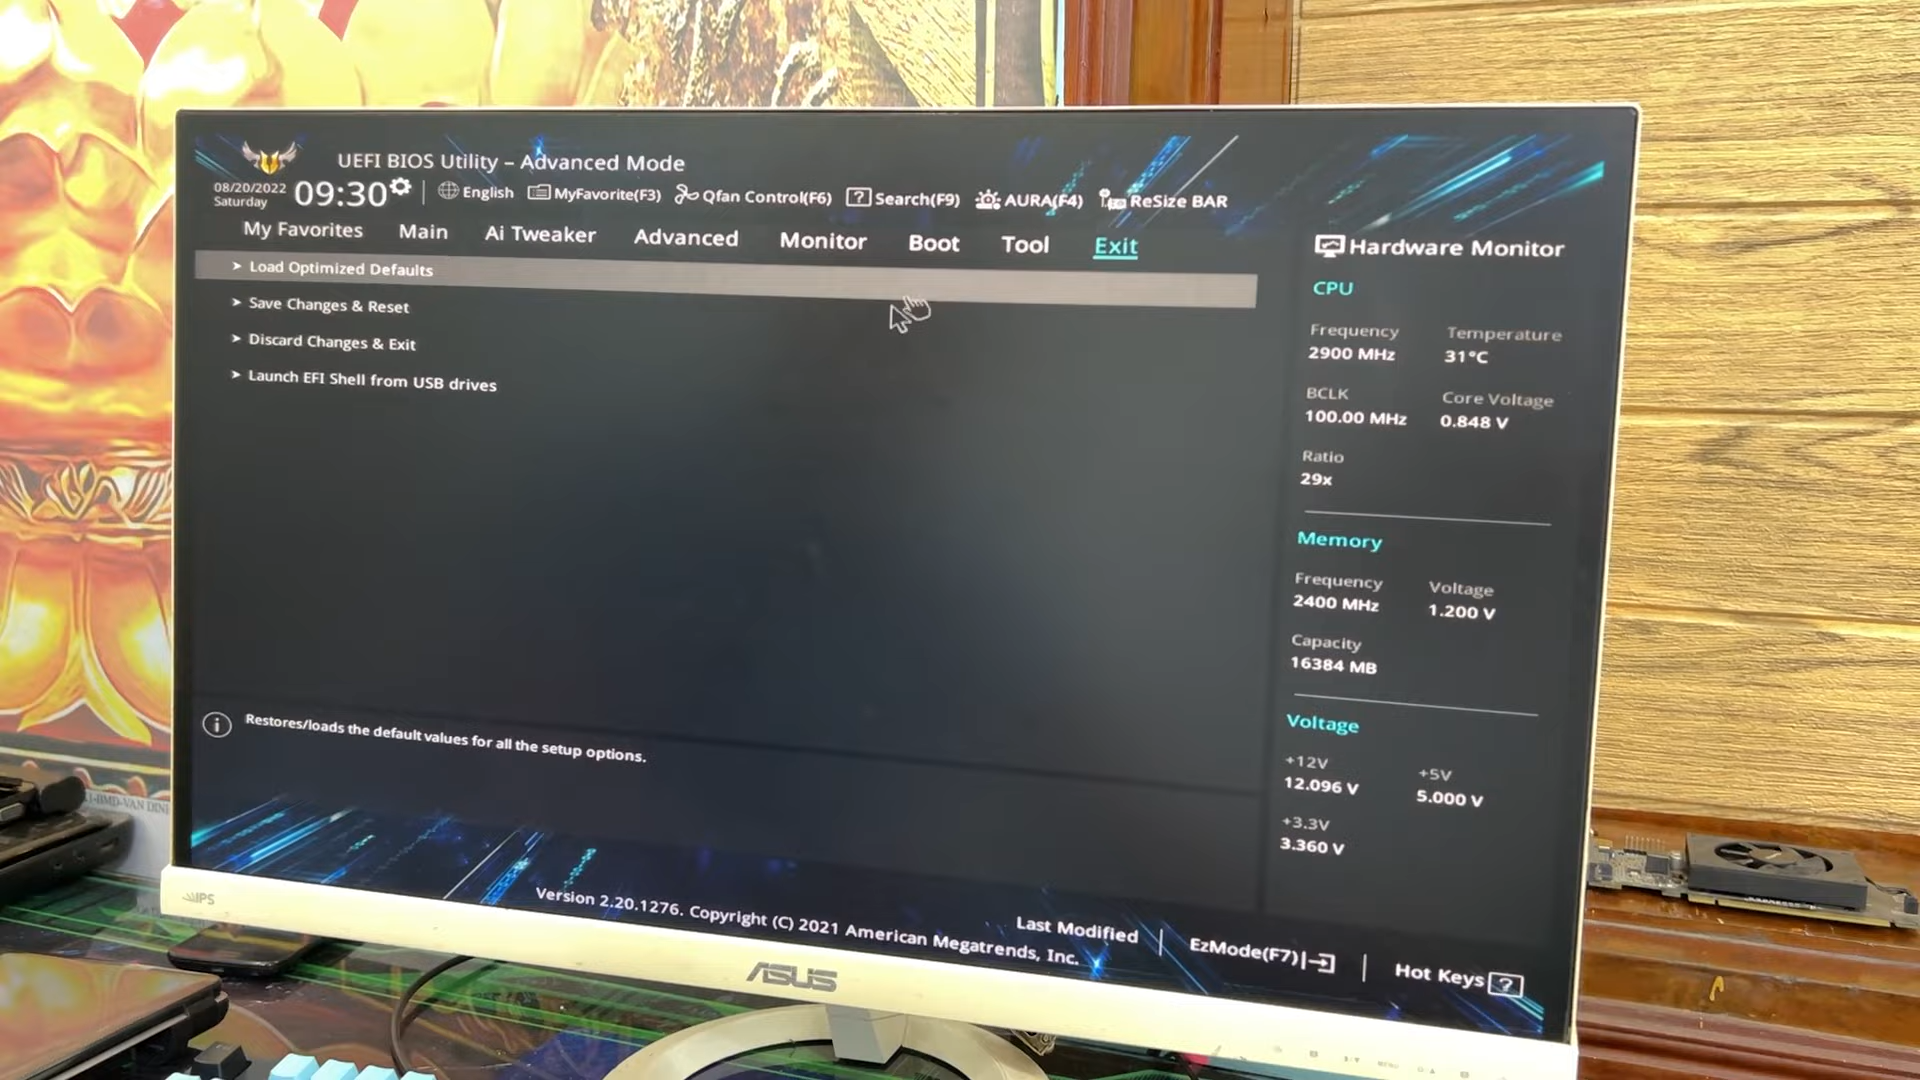 UEFI BIOS Utility – Advanced Mode
08/20/2022
Saturday
09:30
English
MyFavorite(F3)
Qfan Control(F6)
Search(F9)
AURA(F4)
ReSize BAR
My Favorites
Main
Ai Tweaker
Advanced
Monitor
Boot
Tool
Exit
Load Optimized Defaults
Save Changes & Reset
Discard Changes & Exit
Launch EFI Shell from USB drives
Restores/loads the default values for all the setup options.
Hardware Monitor
CPU
Frequency Temperature
2900 MHz 31°C
BCLK Core Voltage
100.00 MHz 0.848 V
Ratio
29x
Memory
Frequency Voltage
2400 MHz 1.200 V
Capacity
16384 MB
Voltage
+12V +5V
12.096 V 5.000 V
+3.3V
3.360 V
Version 2.20.1276. Copyright (C) 2021 American Megatrends, Inc.
Last Modified
EzMode(F7)
Hot Keys ?
IPS
ASUS